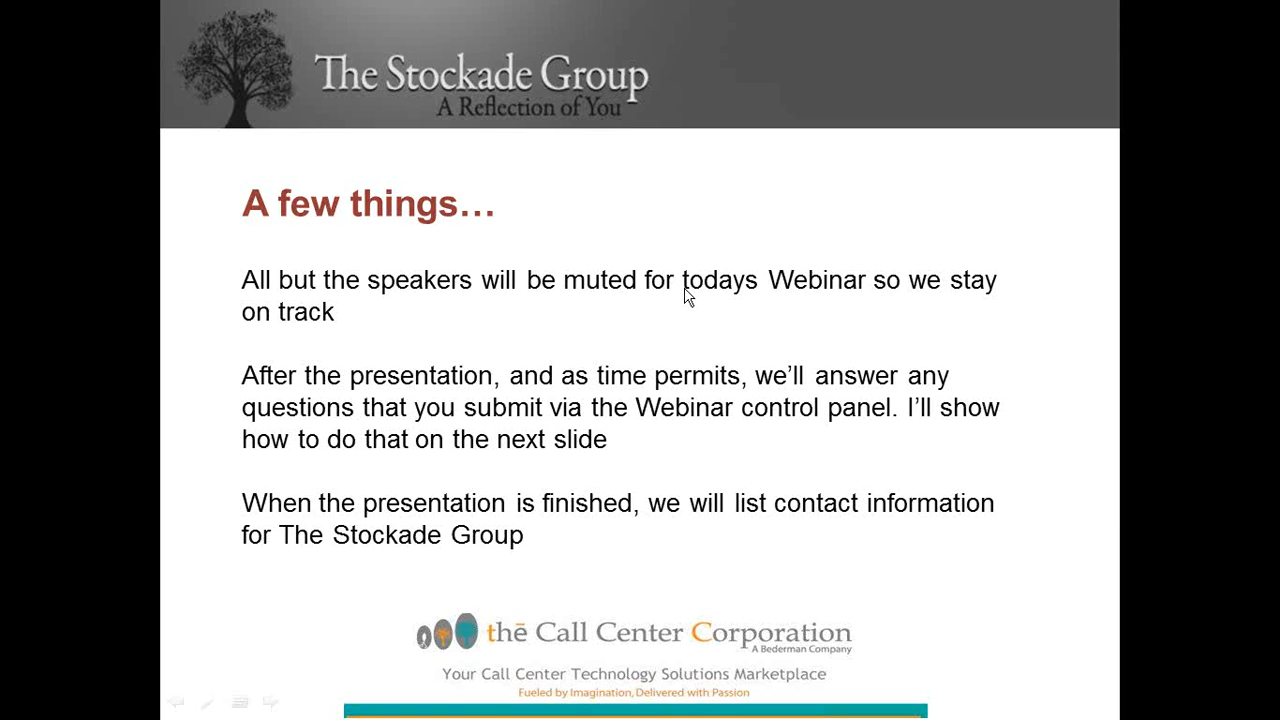 The Stockade Group
A Reflection of You
A few things…
All but the speakers will be muted for todays Webinar so we stay
on track
After the presentation, and as time permits, we’ll answer any
questions that you submit via the Webinar control panel. I’ll show
how to do that on the next slide
When the presentation is finished, we will list contact information
for The Stockade Group
thē Call Center Corporation
A Bederman Company
Your Call Center Technology Solutions Marketplace
Fueled by Imagination, Delivered with Passion